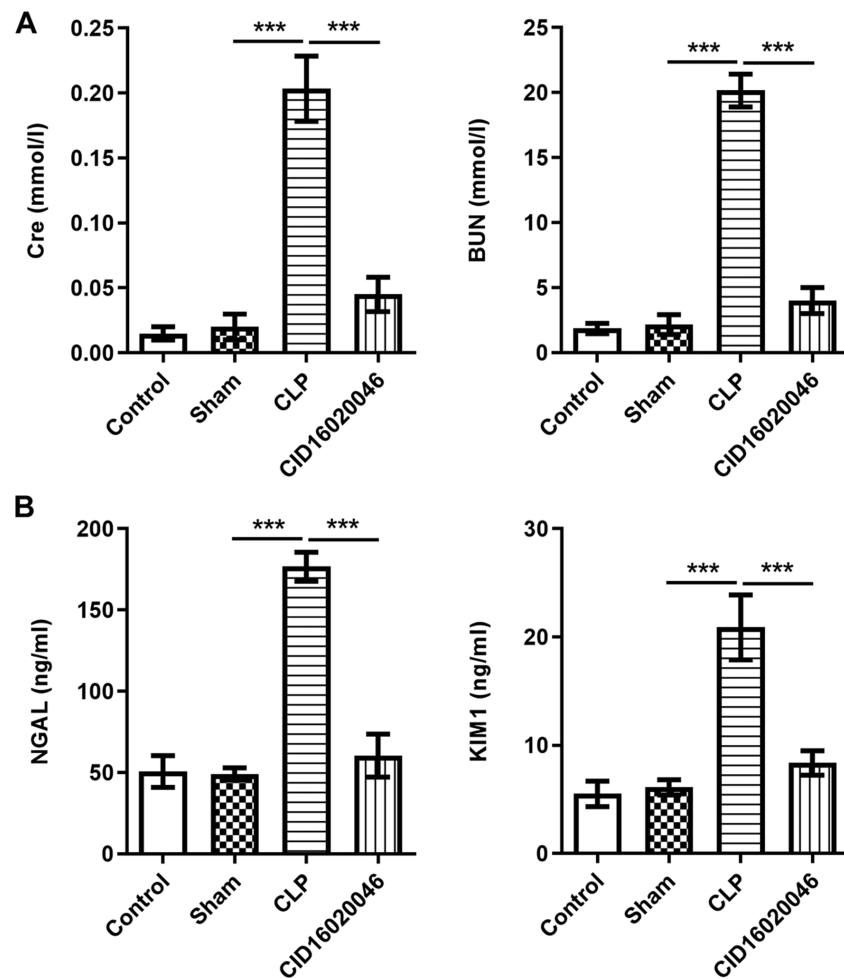 A
Cre (mmol/l)
0.25
0.20
0.15
0.10
0.05
0.00
*** ***
Control
Sham
CLP
CID16020046
BUN (mmol/l)
25
20
15
10
5
0
*** ***
Control
Sham
CLP
CID16020046
B
NGAL (ng/ml)
200
150
100
50
0
*** ***
Control
Sham
CLP
CID16020046
KIM1 (ng/ml)
30
20
10
0
*** ***
Control
Sham
CLP
CID16020046